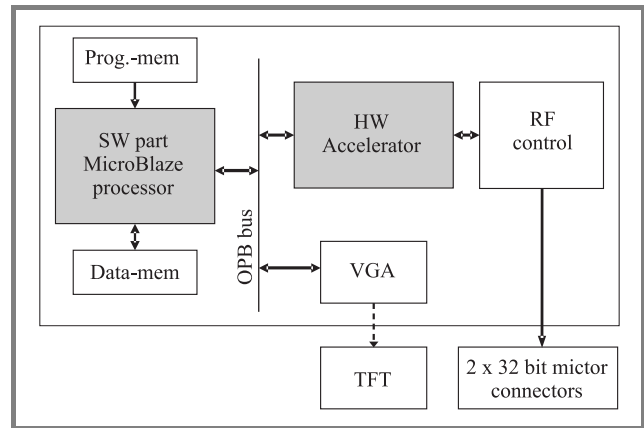 Prog.-mem
SW part
MicroBlaze
processor
Data-mem
OPB bus
HW
Accelerator
RF
control
VGA
TFT
2 x 32 bit mictor
connectors